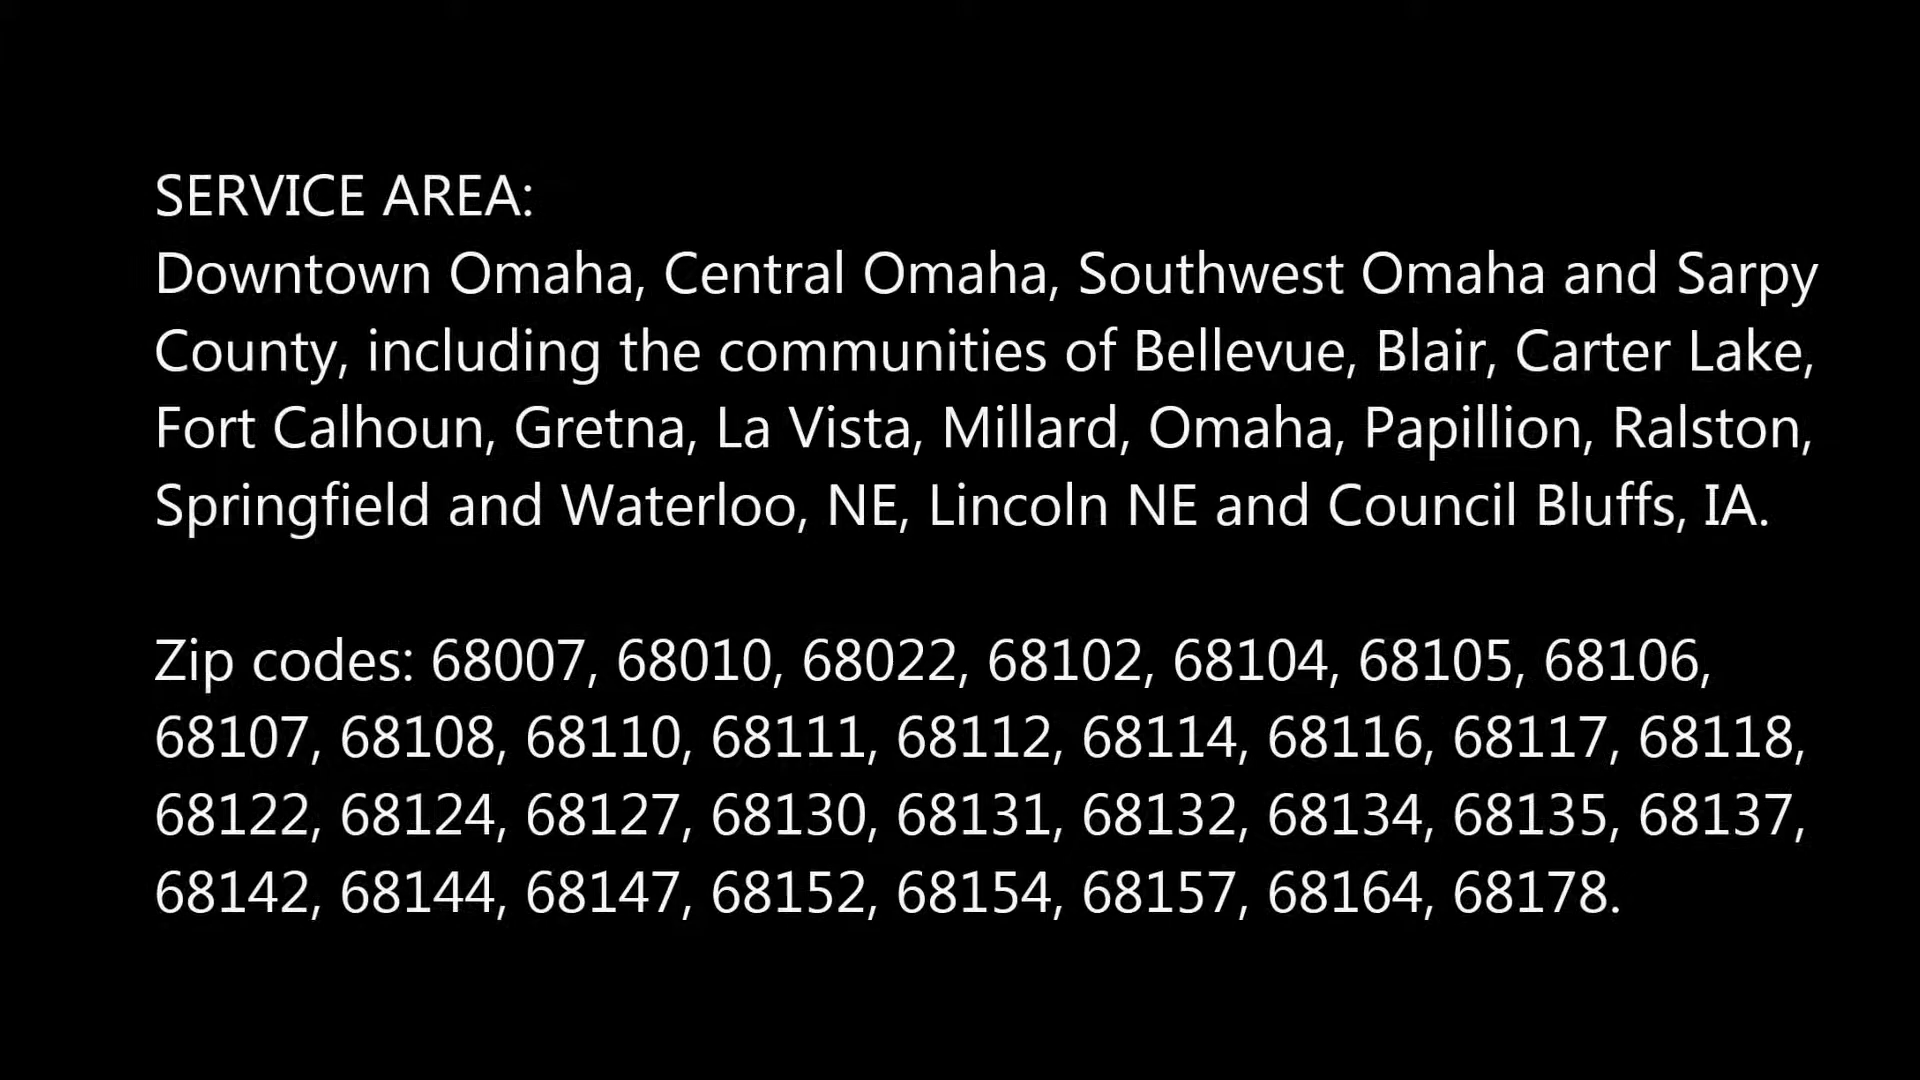 SERVICE AREA:
Downtown Omaha, Central Omaha, Southwest Omaha and Sarpy
County, including the communities of Bellevue, Blair, Carter Lake,
Fort Calhoun, Gretna, La Vista, Millard, Omaha, Papillion, Ralston,
Springfield and Waterloo, NE, Lincoln NE and Council Bluffs, IA.
Zip codes: 68007, 68010, 68022, 68102, 68104, 68105, 68106,
68107, 68108, 68110, 68111, 68112, 68114, 68116, 68117, 68118,
68122, 68124, 68127, 68130, 68131, 68132, 68134, 68135, 68137,
68142, 68144, 68147, 68152, 68154, 68157, 68164, 68178.